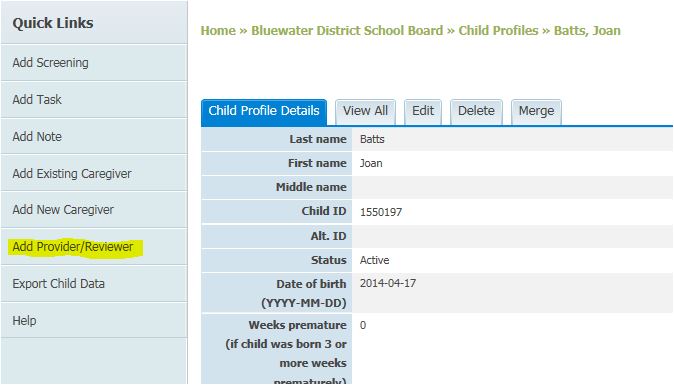 Quick Links
Add Screening
Add Task
Add Note
Add Existing Caregiver
Add New Caregiver
Add Provider/Reviewer
Export Child Data
Help
Home » Bluewater District School Board » Child Profiles » Batts, Joan
Child Profile Details View All Edit Delete Merge
Last name Batts
First name Joan
Middle name
Child ID 1550197
Alt. ID
Status Active
Date of birth 2014-04-17
(YYYY-MM-DD)
Weeks premature 0
(if child was born 3 or
more weeks
prematurely)